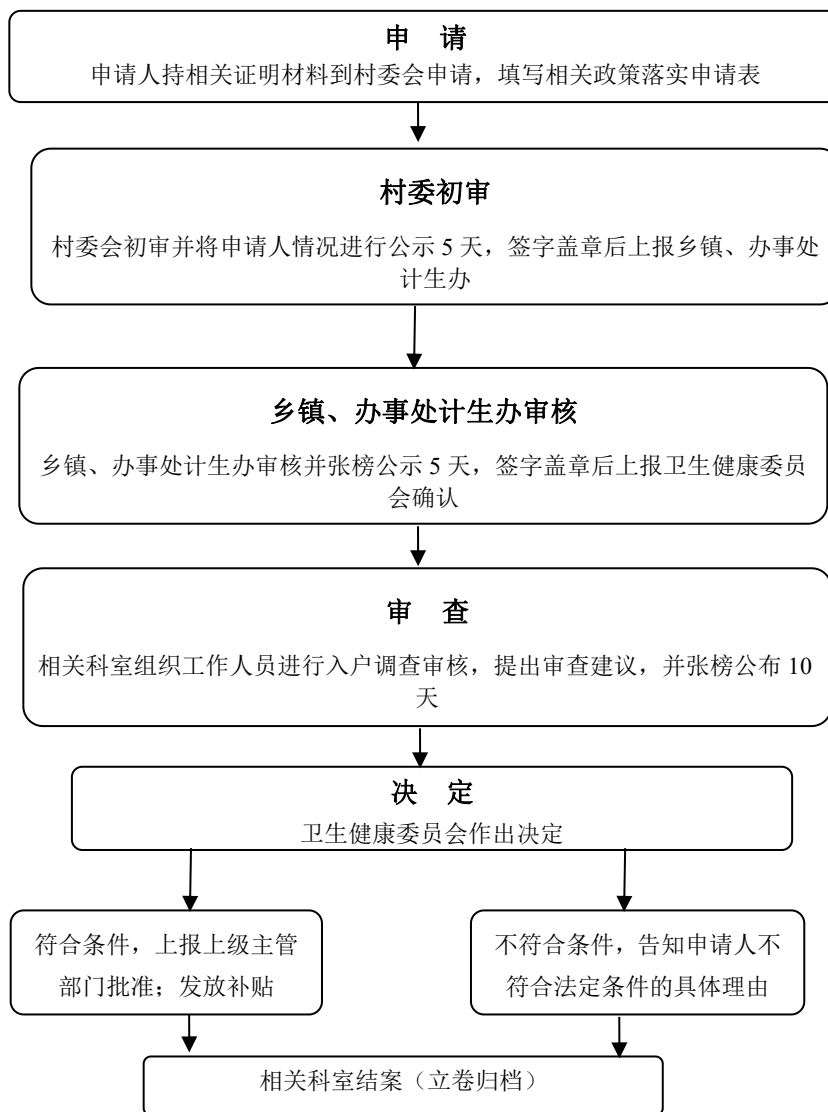 申 请
申请人持相关证明材料到村委会申请，填写相关政策落实申请表
村委初审
村委会初审并将申请人情况进行公示 5 天，签字盖章后上报乡镇、办事处
计生办
乡镇、办事处计生办审核
乡镇、办事处计生办审核并张榜公示 5 天，签字盖章后上报卫生健康委员
会确认
审 查
相关科室组织工作人员进行入户调查审核，提出审查建议，并张榜公布 10
天
决 定
卫生健康委员会作出决定
符合条件，上报上级主管
部门批准；发放补贴
不符合条件，告知申请人不
符合法定条件的具体理由
相关科室结案（立卷归档）